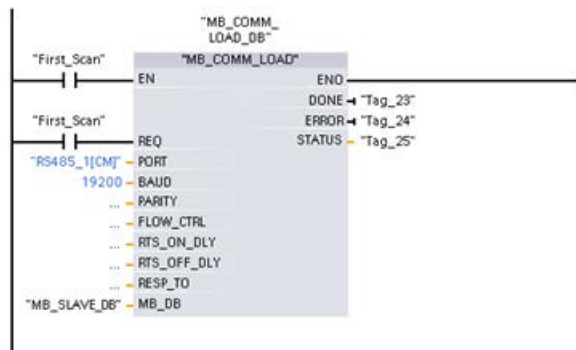 "MB_COMM_
LOAD_DB"
"First_Scan"
"MB_COMM_LOAD"
EN
ENO
DONE
"Tag_23"
"First_Scan"
ERROR
"Tag_24"
REQ
STATUS
"Tag_25"
"RS485_1[CM]"
PORT
19200
BAUD
...
PARITY
...
FLOW_CTRL
...
RTS_ON_DLY
...
RTS_OFF_DLY
...
RESP_TO
"MB_SLAVE_DB"
MB_DB